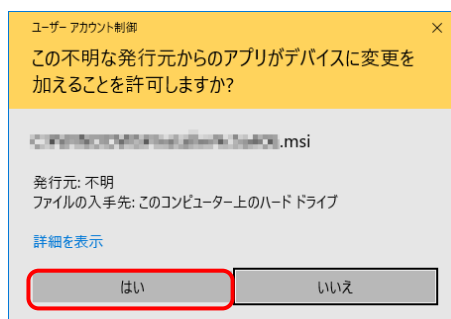 ユーザー アカウント制御
この不明な発行元からのアプリがデバイスに変更を
加えることを許可しますか?
.msi
発行元: 不明
ファイルの入手先: このコンピューター上のハード ドライブ
詳細を表示
はい
いいえ